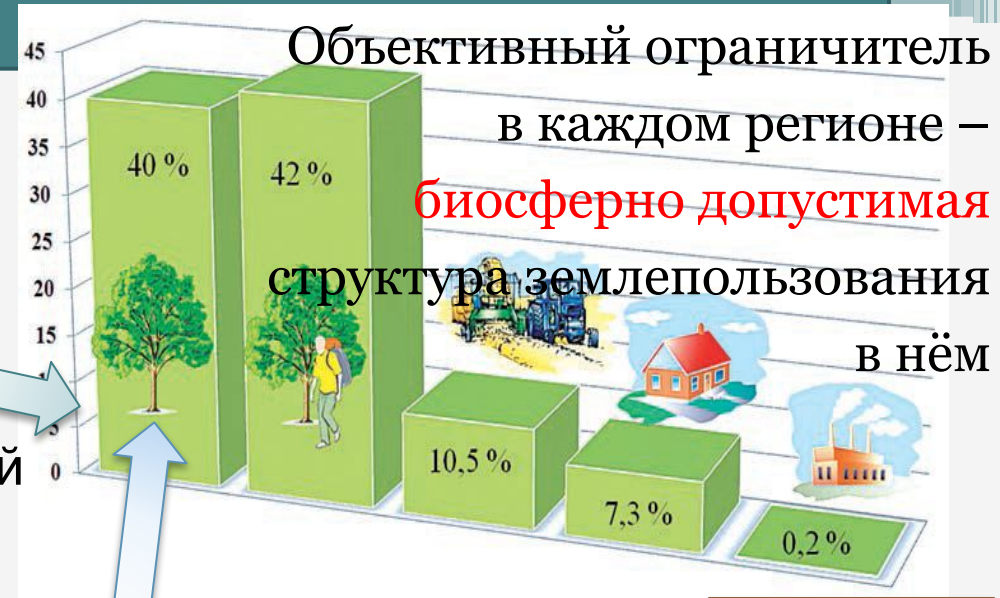 Объективный ограничитель
в каждом регионе –
биосферно допустимая
структура землепользования
в нём
45
40
35
30
25
20
15
5
0
й
40 %
42 %
10,5 %
7,3 %
0,2 %